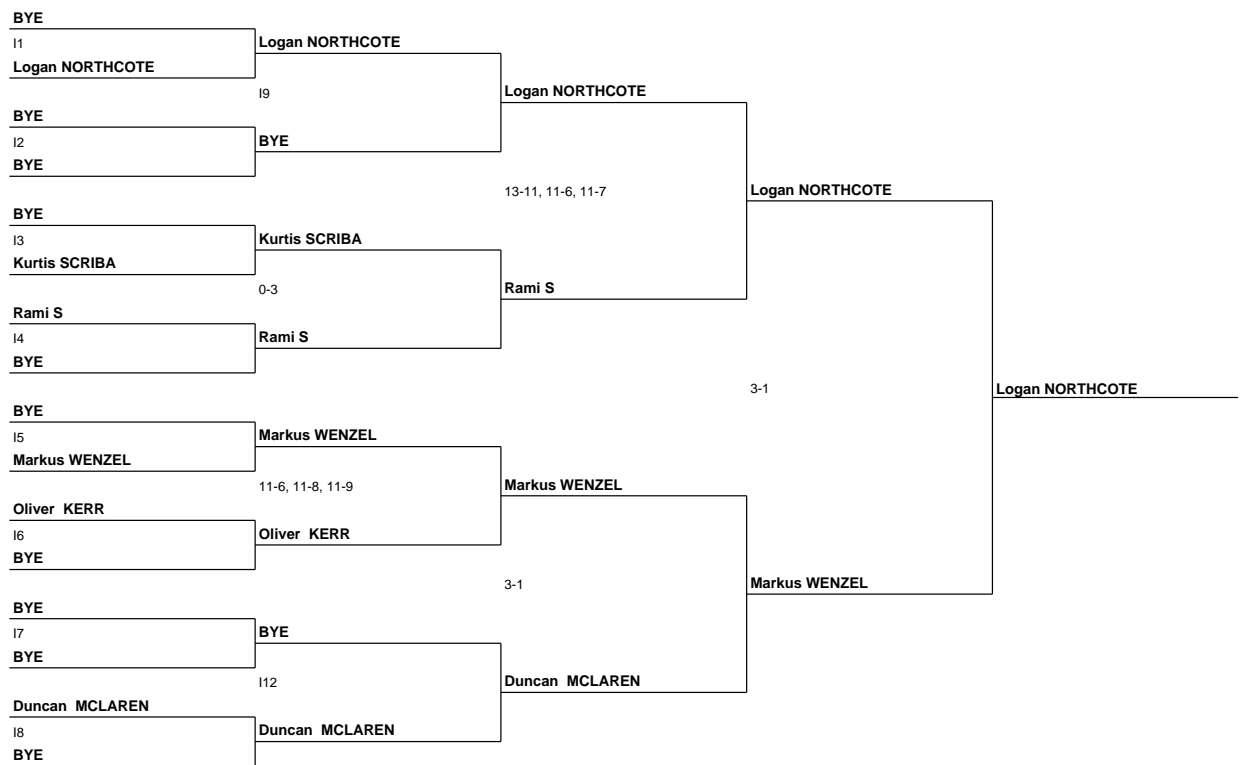 BYE
I1
Logan NORTHCOTE
Logan NORTHCOTE
I9
BYE
I2
BYE
BYE
Logan NORTHCOTE
13-11, 11-6, 11-7
BYE
I3
Kurtis SCRIBA
Kurtis SCRIBA
0-3
Rami S
I4
BYE
Rami S
Rami S
Logan NORTHCOTE
3-1
Logan NORTHCOTE
BYE
I5
Markus WENZEL
Markus WENZEL
11-6, 11-8, 11-9
Oliver KERR
I6
BYE
Oliver KERR
Markus WENZEL
3-1
Markus WENZEL
BYE
I7
BYE
BYE
I12
Duncan MCLAREN
I8
BYE
Duncan MCLAREN
Duncan MCLAREN